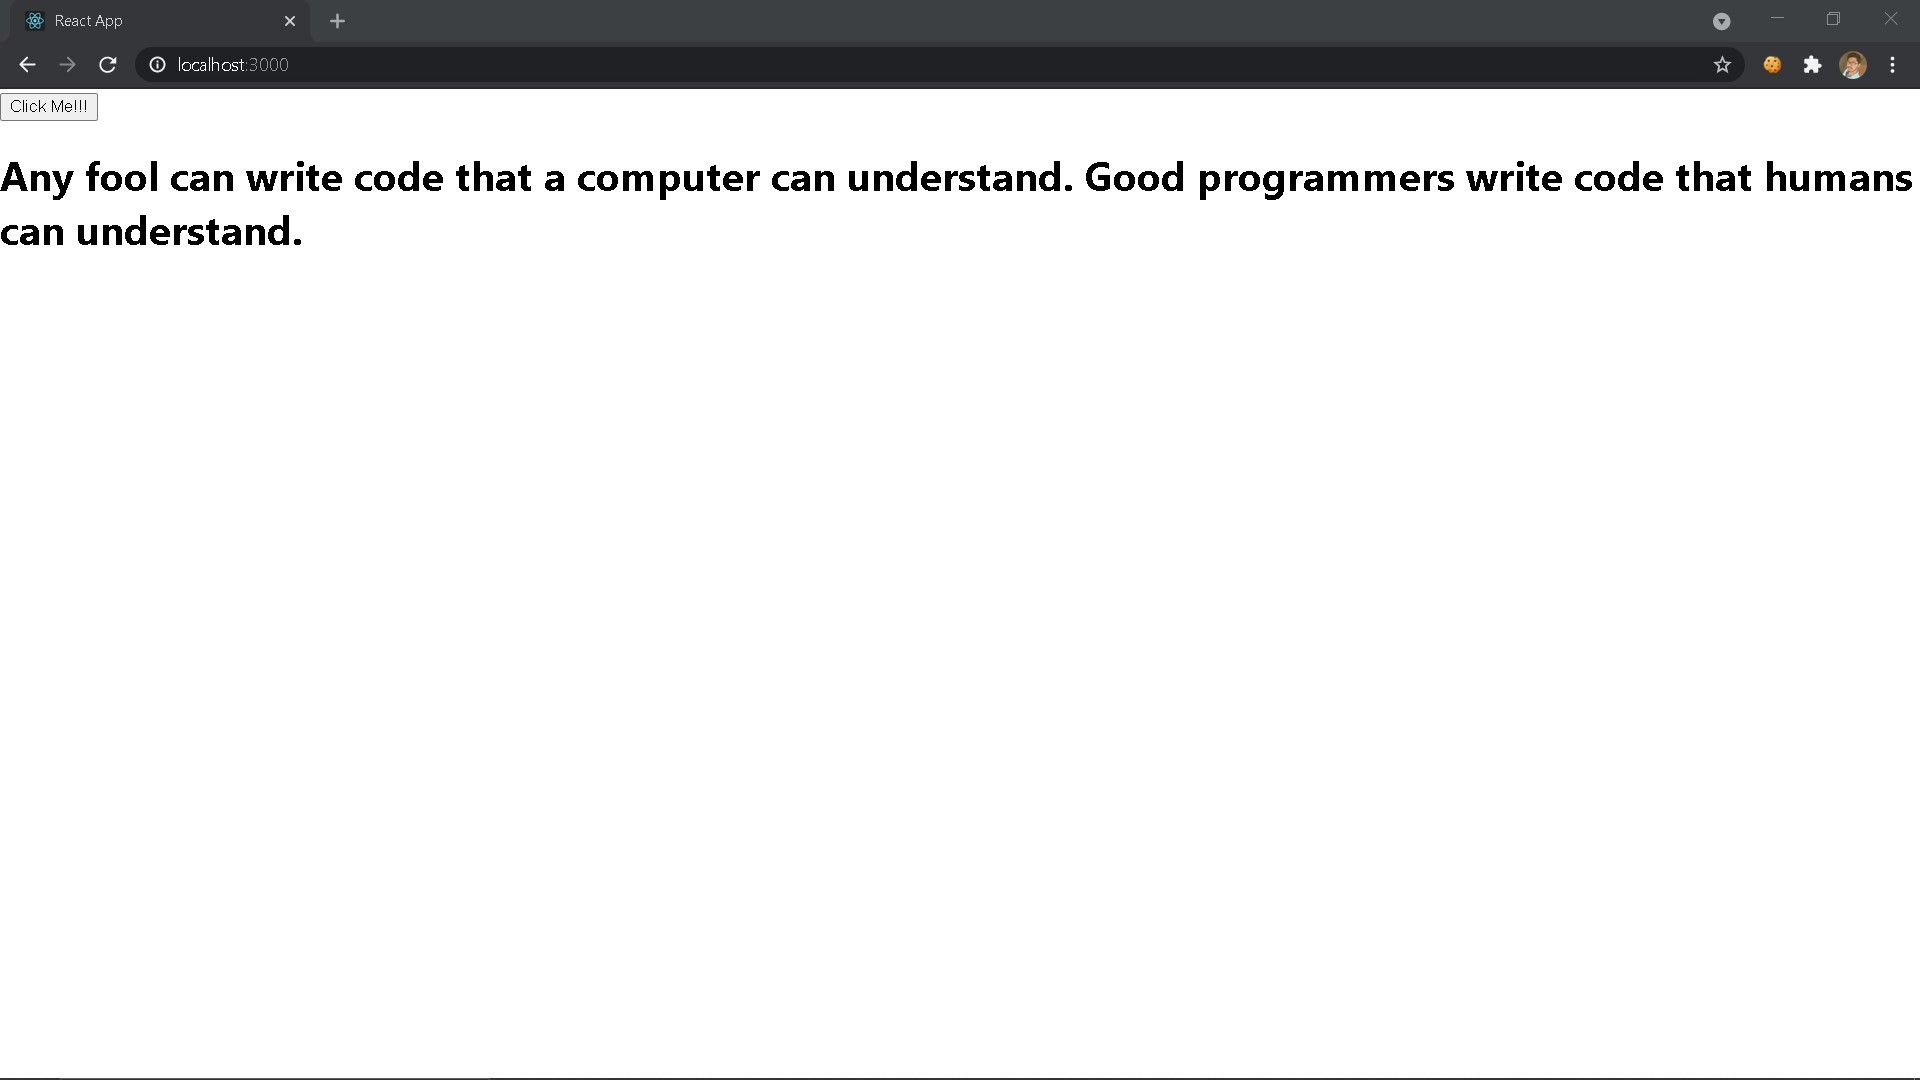 React App
localhost:3000
Click Me!!!
Any fool can write code that a computer can understand. Good programmers write code that humans
can understand.